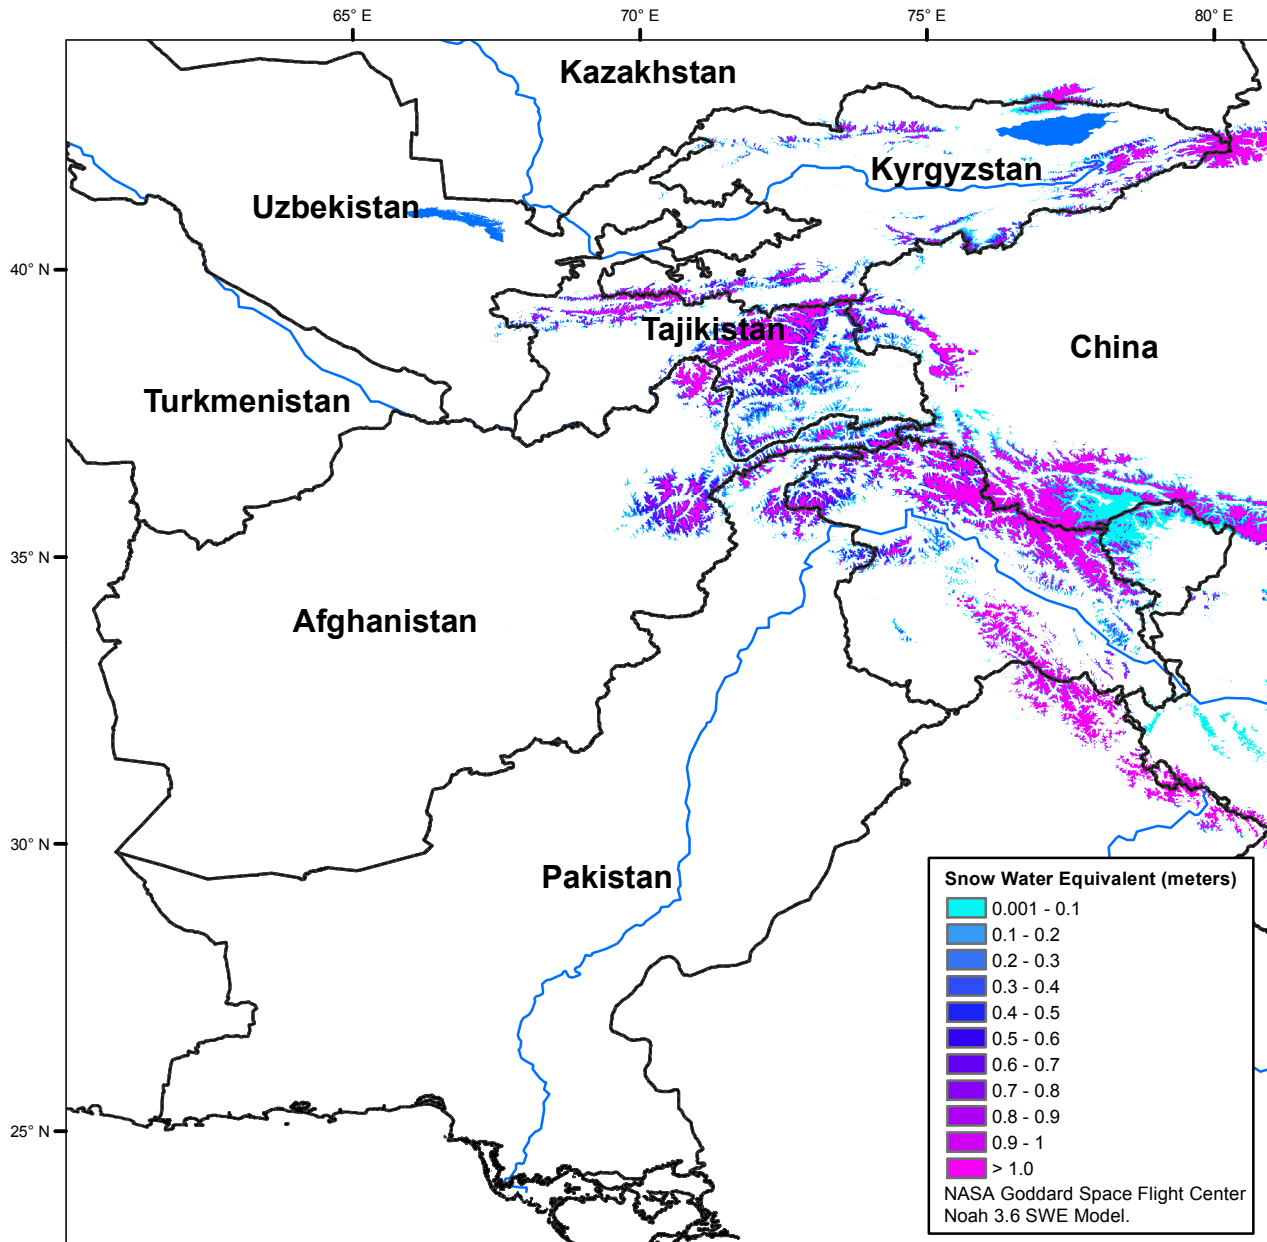 65° E
70° E
75° E
80° E
Kazakhstan
Kyrgyzstan
Uzbekistan
40° N
Tajikistan
China
Turkmenistan
35° N
Afghanistan
30° N
Pakistan
25° N
Snow Water Equivalent (meters)
0.001 - 0.1
0.1 - 0.2
0.2 - 0.3
0.3 - 0.4
0.4 - 0.5
0.5 - 0.6
0.6 - 0.7
0.7 - 0.8
0.8 - 0.9
0.9 - 1
> 1.0
NASA Goddard Space Flight Center
Noah 3.6 SWE Model.